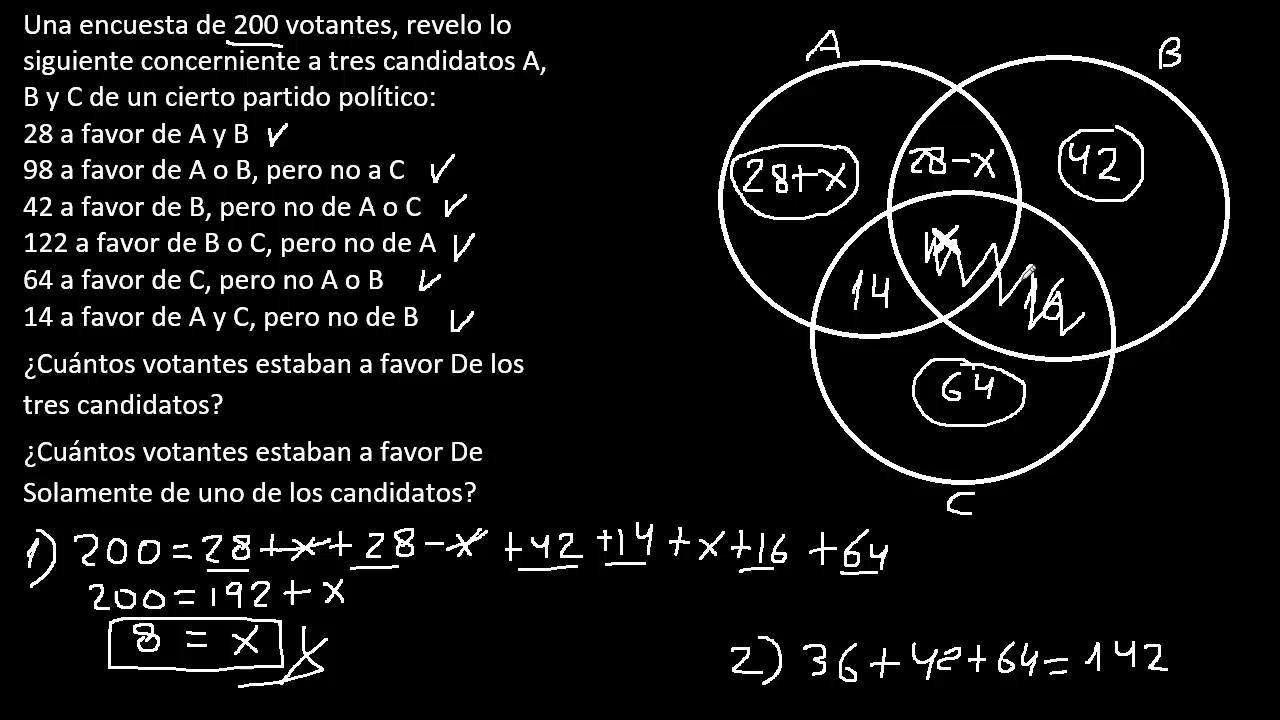 Una encuesta de 200 votantes, revelo lo
siguiente concerniente a tres candidatos A,
B y C de un cierto partido político:
28 a favor de A y B ✓
98 a favor de A o B, pero no a C ✓
42 a favor de B, pero no de A o C ✓
122 a favor de B o C, pero no de A ✓
64 a favor de C, pero no A o B ✓
14 a favor de A y C, pero no de B ✓
¿Cuántos votantes estaban a favor De los
tres candidatos?
¿Cuántos votantes estaban a favor De
Solamente de uno de los candidatos?
A
B
28+x
28-x
42
x
14
16
64
C
1) 200 = 28 + x + 28 - x + 42 + 14 + x + 16 + 64
200 = 192 + x
8 = x
2) 36 + 42 + 64 = 142